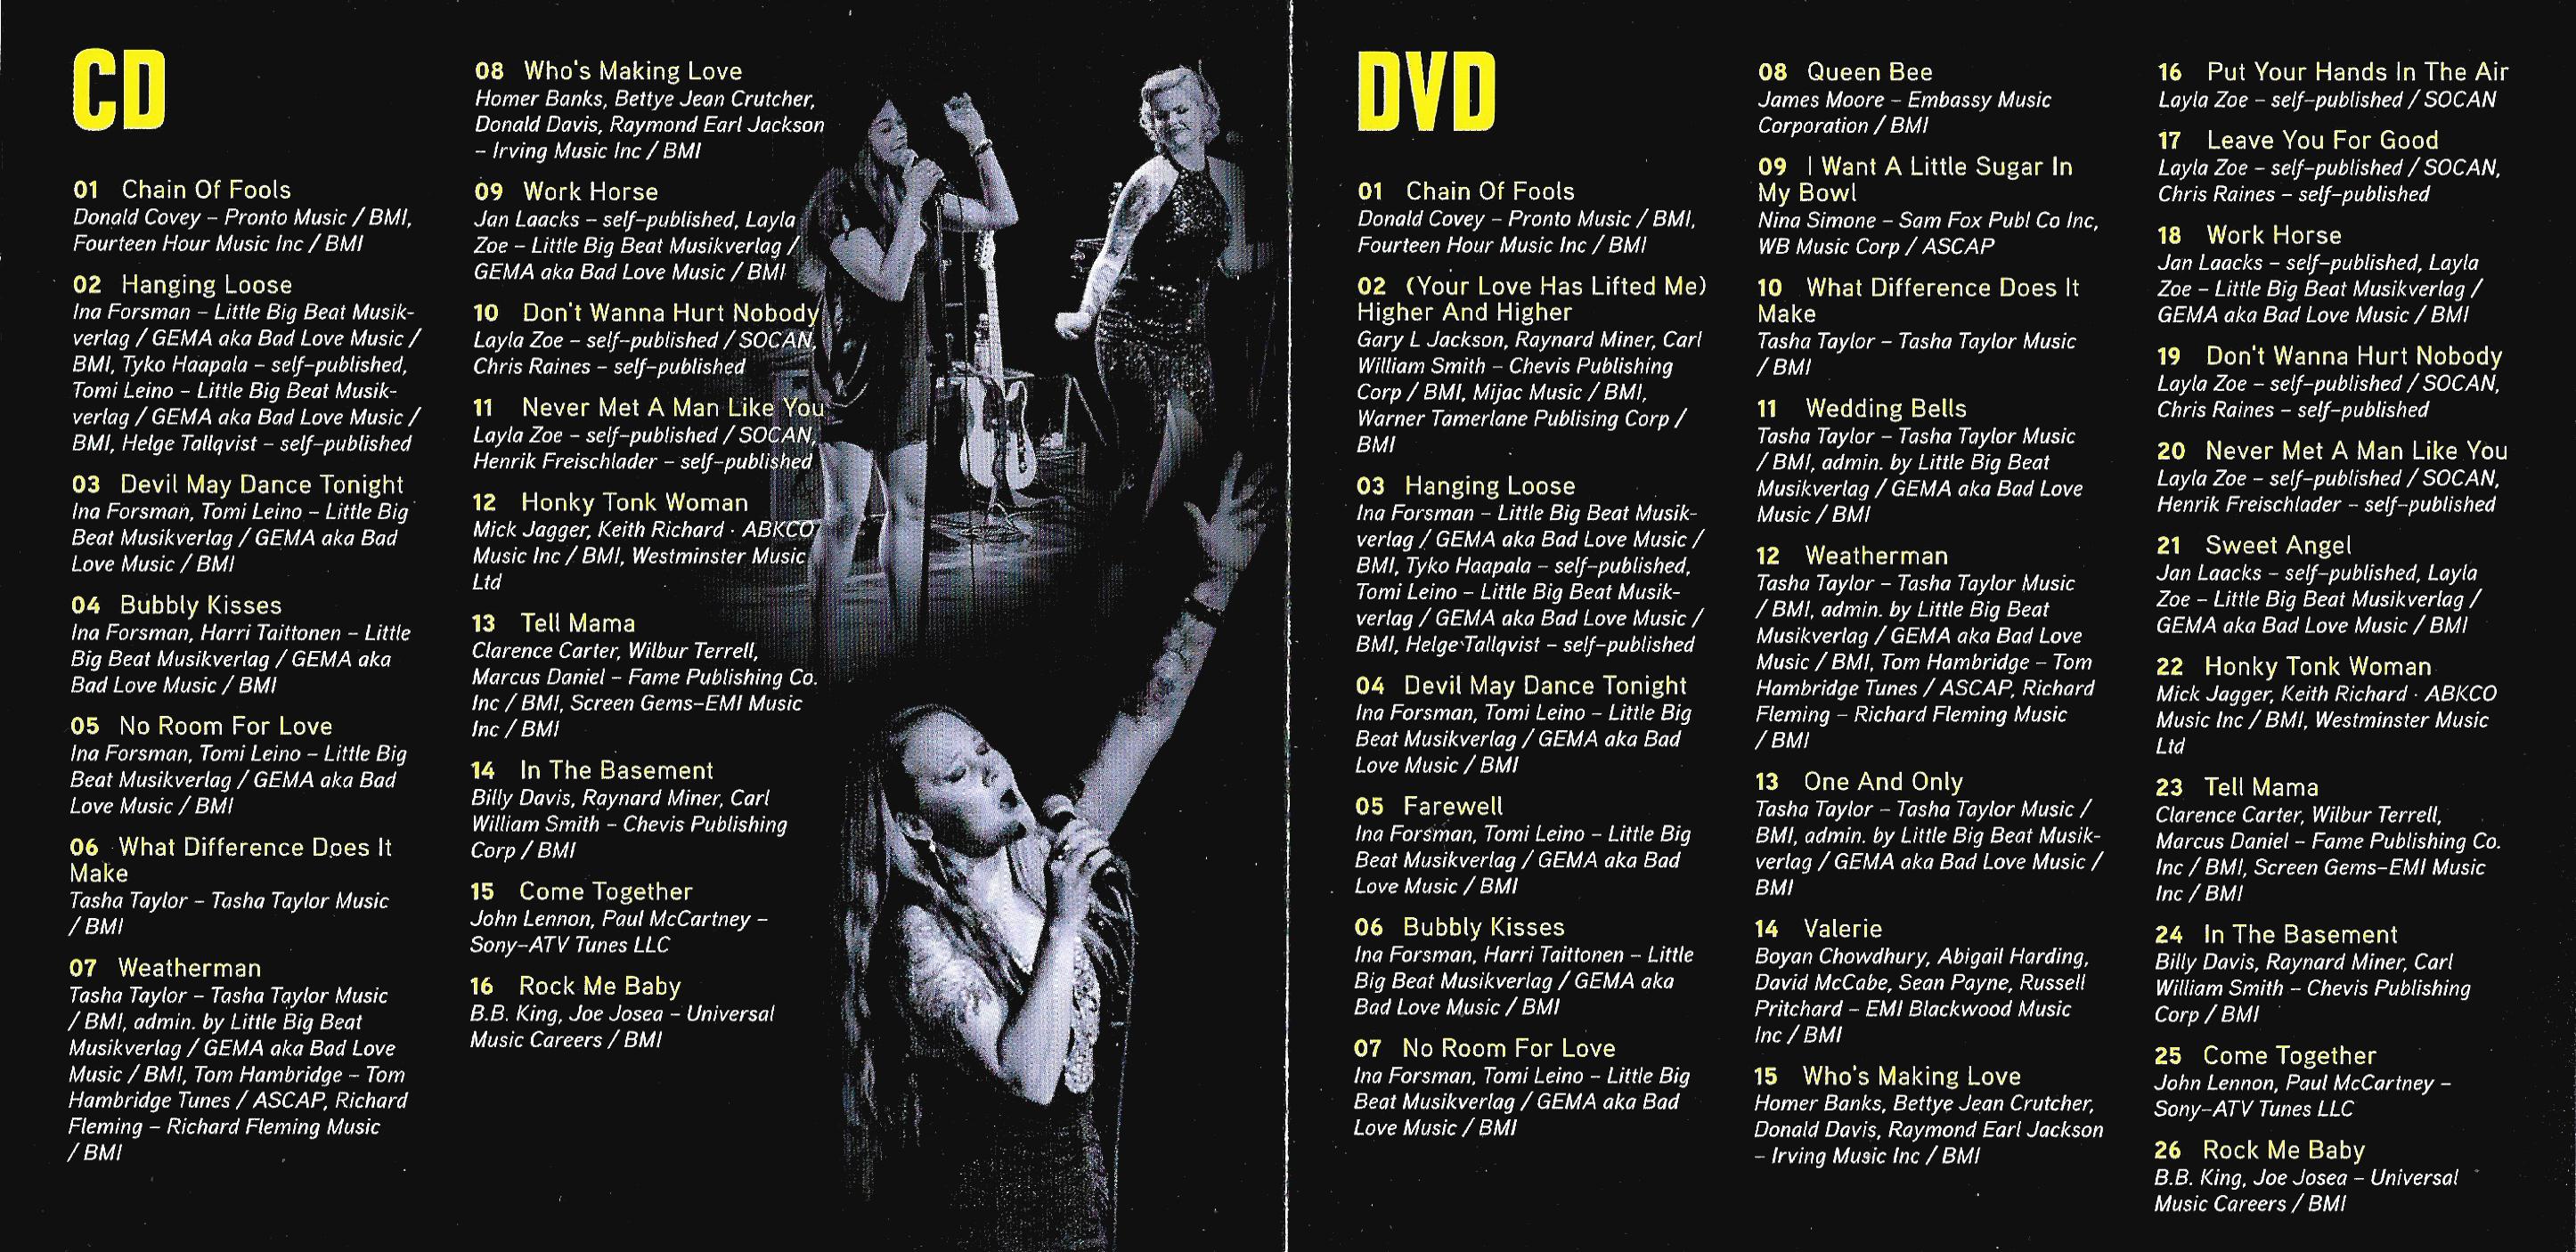 CD
01 Chain Of Fools
Donald Covey – Pronto Music / BMI,
Fourteen Hour Music Inc / BMI
02 Hanging Loose
Ina Forsman – Little Big Beat Musik-
verlag / GEMA aka Bad Love Music /
BMI, Tyko Haapala – self-published,
Tomi Leino – Little Big Beat Musik-
verlag / GEMA aka Bad Love Music /
BMI, Helge Tallqvist – self-published
03 Devil May Dance Tonight
Ina Forsman, Tomi Leino – Little Big
Beat Musikverlag / GEMA aka Bad
Love Music / BMI
04 Bubbly Kisses
Ina Forsman, Harri Taittonen – Little
Big Beat Musikverlag / GEMA aka
Bad Love Music / BMI
05 No Room For Love
Ina Forsman, Tomi Leino – Little Big
Beat Musikverlag / GEMA aka Bad
Love Music / BMI
06 What Difference Does It
Make
Tasha Taylor – Tasha Taylor Music
/ BMI
07 Weatherman
Tasha Taylor – Tasha Taylor Music
/ BMI, admin. by Little Big Beat
Musikverlag / GEMA aka Bad Love
Music / BMI, Tom Hambridge – Tom
Hambridge Tunes / ASCAP, Richard
Fleming – Richard Fleming Music
/ BMI
08 Who's Making Love
Homer Banks, Bettye Jean Crutcher,
Donald Davis, Raymond Earl Jackson
– Irving Music Inc / BMI
09 Work Horse
Jan Laacks – self-published, Layla
Zoe – Little Big Beat Musikverlag /
GEMA aka Bad Love Music / BMI
10 Don't Wanna Hurt Nobody
Layla Zoe – self-published / SOCAN,
Chris Raines – self-published
11 Never Met A Man Like You
Layla Zoe – self-published / SOCAN,
Henrik Freischlader – self-published
12 Honky Tonk Woman
Mick Jagger, Keith Richard · ABKCO
Music Inc / BMI, Westminster Music
Ltd
13 Tell Mama
Clarence Carter, Wilbur Terrell,
Marcus Daniel – Fame Publishing Co.
Inc / BMI, Screen Gems–EMI Music
Inc / BMI
14 In The Basement
Billy Davis, Raynard Miner, Carl
William Smith – Chevis Publishing
Corp / BMI
15 Come Together
John Lennon, Paul McCartney –
Sony–ATV Tunes LLC
16 Rock Me Baby
B.B. King, Joe Josea – Universal
Music Careers / BMI
DVD
01 Chain Of Fools
Donald Covey – Pronto Music / BMI,
Fourteen Hour Music Inc / BMI
02 (Your Love Has Lifted Me)
Higher And Higher
Gary L Jackson, Raynard Miner, Carl
William Smith – Chevis Publishing
Corp / BMI, Mijac Music / BMI,
Warner Tamerlane Publising Corp /
BMI
03 Hanging Loose
Ina Forsman – Little Big Beat Musik-
verlag / GEMA aka Bad Love Music /
BMI, Tyko Haapala – self-published,
Tomi Leino – Little Big Beat Musik-
verlag / GEMA aka Bad Love Music /
BMI, Helge Tallqvist – self-published
04 Devil May Dance Tonight
Ina Forsman, Tomi Leino – Little Big
Beat Musikverlag / GEMA aka Bad
Love Music / BMI
05 Farewell
Ina Forsman, Tomi Leino – Little Big
Beat Musikverlag / GEMA aka Bad
Love Music / BMI
06 Bubbly Kisses
Ina Forsman, Harri Taittonen – Little
Big Beat Musikverlag / GEMA aka
Bad Love Music / BMI
07 No Room For Love
Ina Forsman, Tomi Leino – Little Big
Beat Musikverlag / GEMA aka Bad
Love Music / BMI
08 Queen Bee
James Moore – Embassy Music
Corporation / BMI
09 I Want A Little Sugar In
My Bowl
Nina Simone – Sam Fox Publ Co Inc,
WB Music Corp / ASCAP
10 What Difference Does It
Make
Tasha Taylor – Tasha Taylor Music
/ BMI
11 Wedding Bells
Tasha Taylor – Tasha Taylor Music
/ BMI, admin. by Little Big Beat
Musikverlag / GEMA aka Bad Love
Music / BMI
12 Weatherman
Tasha Taylor – Tasha Taylor Music
/ BMI, admin. by Little Big Beat
Musikverlag / GEMA aka Bad Love
Music / BMI, Tom Hambridge – Tom
Hambridge Tunes / ASCAP, Richard
Fleming – Richard Fleming Music
/ BMI
13 One And Only
Tasha Taylor – Tasha Taylor Music /
BMI, admin. by Little Big Beat Musik-
verlag / GEMA aka Bad Love Music /
BMI
14 Valerie
Boyan Chowdhury, Abigail Harding,
David McCabe, Sean Payne, Russell
Pritchard – EMI Blackwood Music
Inc / BMI
15 Who's Making Love
Homer Banks, Bettye Jean Crutcher,
Donald Davis, Raymond Earl Jackson
– Irving Music Inc / BMI
16 Put Your Hands In The Air
Layla Zoe – self-published / SOCAN
17 Leave You For Good
Layla Zoe – self-published / SOCAN,
Chris Raines – self-published
18 Work Horse
Jan Laacks – self-published, Layla
Zoe – Little Big Beat Musikverlag /
GEMA aka Bad Love Music / BMI
19 Don't Wanna Hurt Nobody
Layla Zoe – self-published / SOCAN,
Chris Raines – self-published
20 Never Met A Man Like You
Layla Zoe – self-published / SOCAN,
Henrik Freischlader – self-published
21 Sweet Angel
Jan Laacks – self-published, Layla
Zoe – Little Big Beat Musikverlag /
GEMA aka Bad Love Music / BMI
22 Honky Tonk Woman
Mick Jagger, Keith Richard · ABKCO
Music Inc / BMI, Westminster Music
Ltd
23 Tell Mama
Clarence Carter, Wilbur Terrell,
Marcus Daniel – Fame Publishing Co.
Inc / BMI, Screen Gems–EMI Music
Inc / BMI
24 In The Basement
Billy Davis, Raynard Miner, Carl
William Smith – Chevis Publishing
Corp / BMI
25 Come Together
John Lennon, Paul McCartney –
Sony–ATV Tunes LLC
26 Rock Me Baby
B.B. King, Joe Josea – Universal
Music Careers / BMI